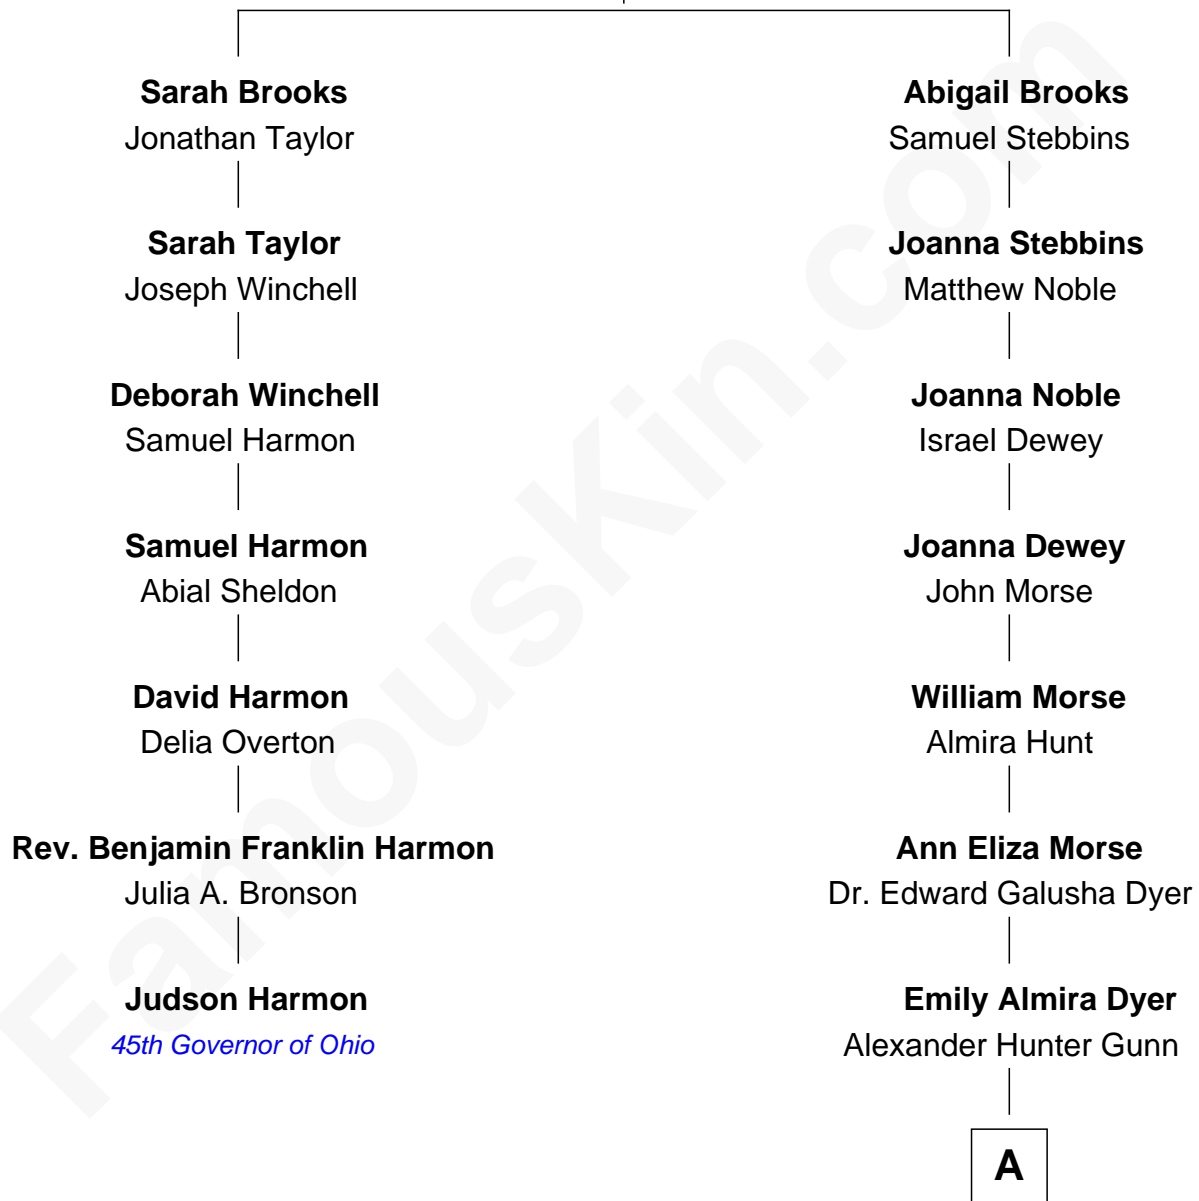 Sarah Brooks
Jonathan Taylor
Sarah Taylor
Joseph Winchell
Deborah Winchell
Samuel Harmon
Samuel Harmon
Abial Sheldon
David Harmon
Delia Overton
Rev. Benjamin Franklin Harmon
Julia A. Bronson
Judson Harmon
45th Governor of Ohio
Abigail Brooks
Samuel Stebbins
Joanna Stebbins
Matthew Noble
Joanna Noble
Israel Dewey
Joanna Dewey
John Morse
William Morse
Almira Hunt
Ann Eliza Morse
Dr. Edward Galusha Dyer
Emily Almira Dyer
Alexander Hunter Gunn
A
FamousKin.com